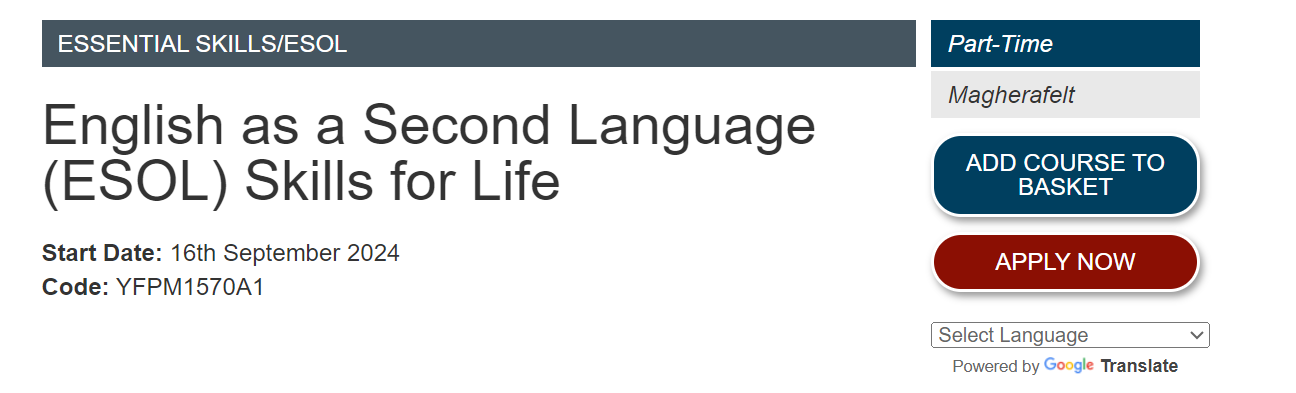 ESSENTIAL SKILLS/ESOL
English as a Second Language
(ESOL) Skills for Life
Start Date: 16th September 2024
Code: YFPM1570A1
Part-Time
Magherafelt
ADD COURSE TO
BASKET
APPLY NOW
Select Language
Powered by Google Translate